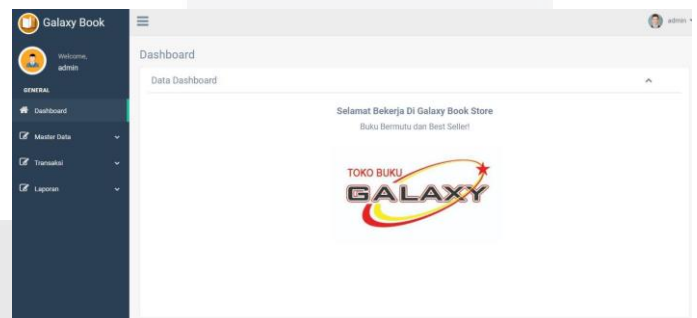 Galaxy Book
admin
Welcome,
admin
GENERAL
Dashboard
Master Data
Transaksi
Laporan
Dashboard
Data Dashboard
Selamat Bekerja Di Galaxy Book Store
Buku Bermutu dan Best Seller!
TOKO BUKU
GALAXY